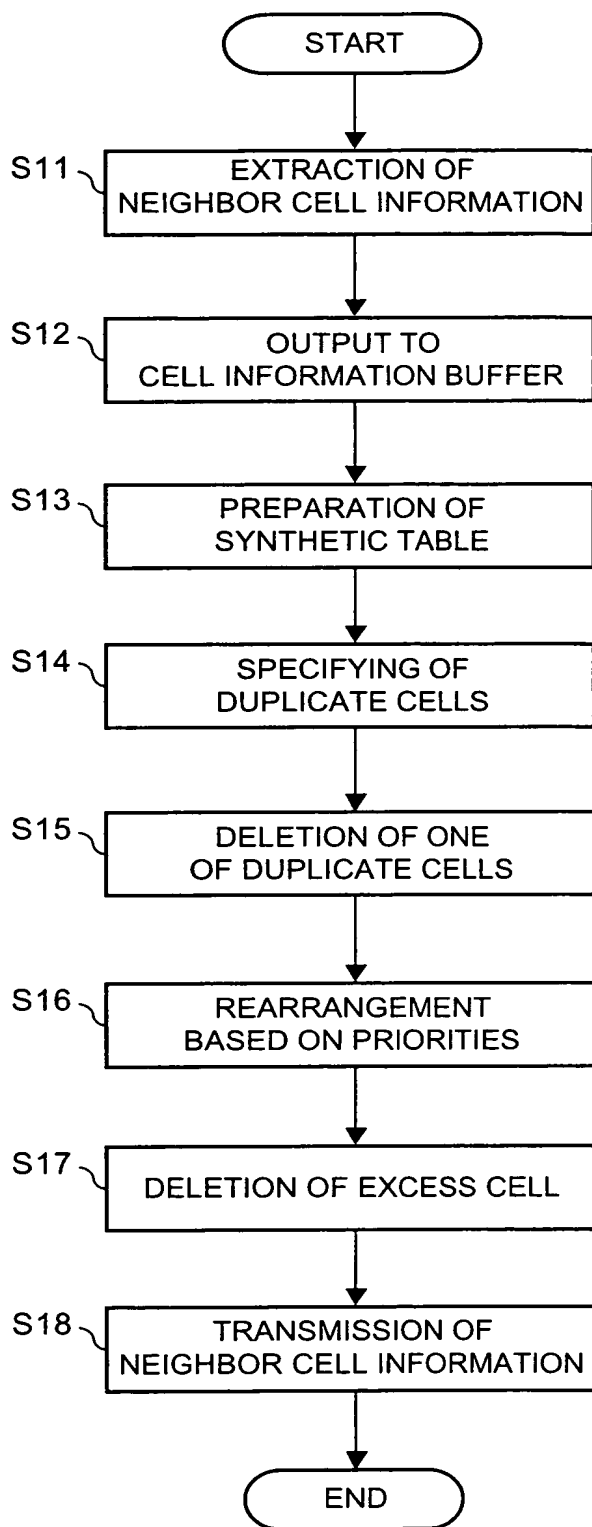 START
S11
EXTRACTION OF
NEIGHBOR CELL INFORMATION
S12
OUTPUT TO
CELL INFORMATION BUFFER
S13
PREPARATION OF
SYNTHETIC TABLE
S14
SPECIFYING OF
DUPLICATE CELLS
S15
DELETION OF ONE
OF DUPLICATE CELLS
S16
REARRANGEMENT
BASED ON PRIORITIES
S17
DELETION OF EXCESS CELL
S18
TRANSMISSION OF
NEIGHBOR CELL INFORMATION
END